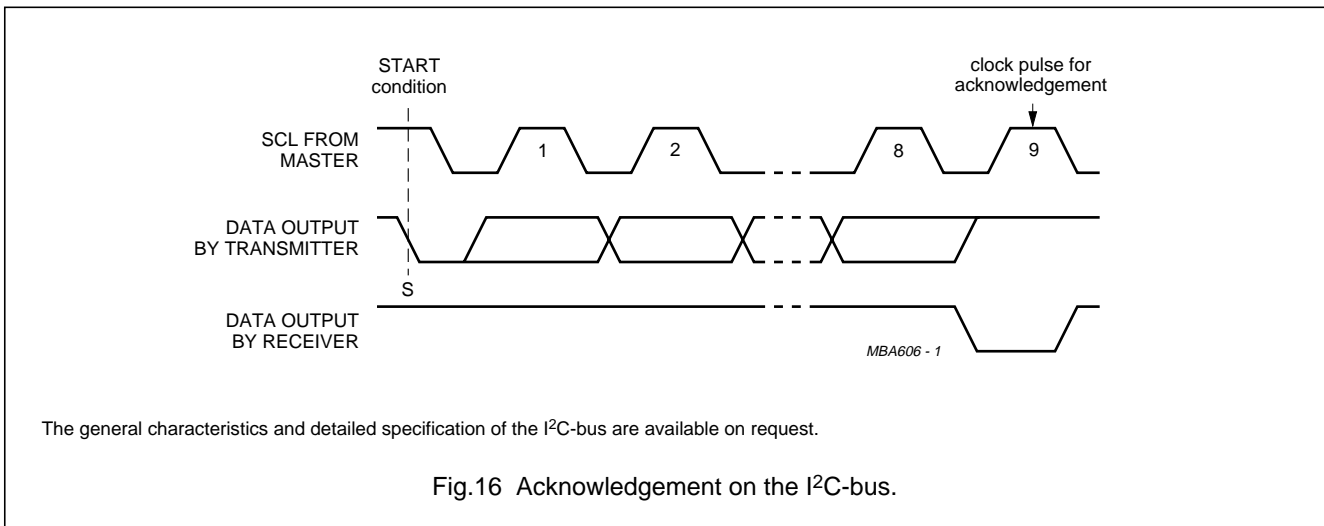 START
condition
clock pulse for
acknowledgement
SCL FROM
MASTER
1
2
8
9
DATA OUTPUT
BY TRANSMITTER
S
DATA OUTPUT
BY RECEIVER
MBA606 - 1
The general characteristics and detailed specification of the I²C-bus are available on request.
Fig.16 Acknowledgement on the I²C-bus.